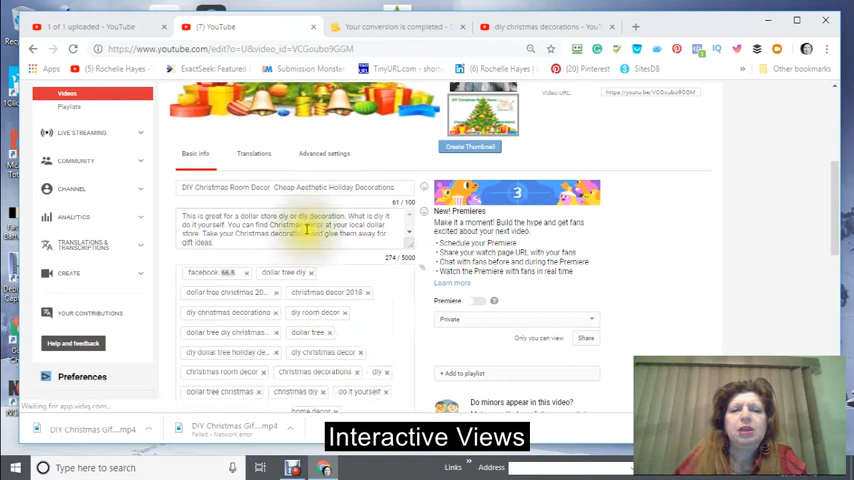 1 of 1 uploaded - YouTube
(7) YouTube
Your conversion is completed - C
diy christmas decorations - YouT
https://www.youtube.com/edit?o=U&video_id=VCGoubo9GGM
Apps
(5) Rochelle Hayes
ExactSeek: Featured
Submission Monster
TinyURL.com - short
(6) Rochelle Hayes
(20) Pinterest
SitesDB
Other bookmarks
Videos
Playlists
LIVE STREAMING
COMMUNITY
CHANNEL
ANALYTICS
TRANSLATIONS &
TRANSCRIPTIONS
CREATE
YOUR CONTRIBUTIONS
Help and feedback
Preferences
Waiting for app.vidiq.com...
Video URL:
https://youtu.be/VCGoubo9GGM
Create Thumbnail
Basic info
Translations
Advanced settings
DIY Christmas Room Decor Cheap Aesthetic Holiday Decorations
61 / 100
This is great for a dollar store diy or diy decoration. What is diy it
do it yourself. You can find Christmas decor at your local dollar
store. Take your Christmas decorations and give them away for
gift ideas.
274 / 5000
facebook 66.5
dollar tree diy
dollar tree christmas 20...
christmas decor 2018
diy christmas decorations
diy room decor
dollar tree diy christmas...
dollar tree
diy dollar tree holiday de...
diy christmas decor
christmas room decor
christmas decorations
diy
dollar tree christmas
christmas diy
do it yourself
home decor
3
New! Premieres
Make it a moment! Build the hype and get fans
excited about your next video.
• Schedule your Premiere
• Share your watch page URL with your fans
• Chat with fans before and during the Premiere
• Watch the Premiere with fans in real time
Learn more
Premiere
Private
Only you can view
Share
+ Add to playlist
Do minors appear in this video?
DIY Christmas Gif....mp4
DIY Christmas Gif....mp4
Failed - Network error
Interactive Views
Type here to search
Links
Address